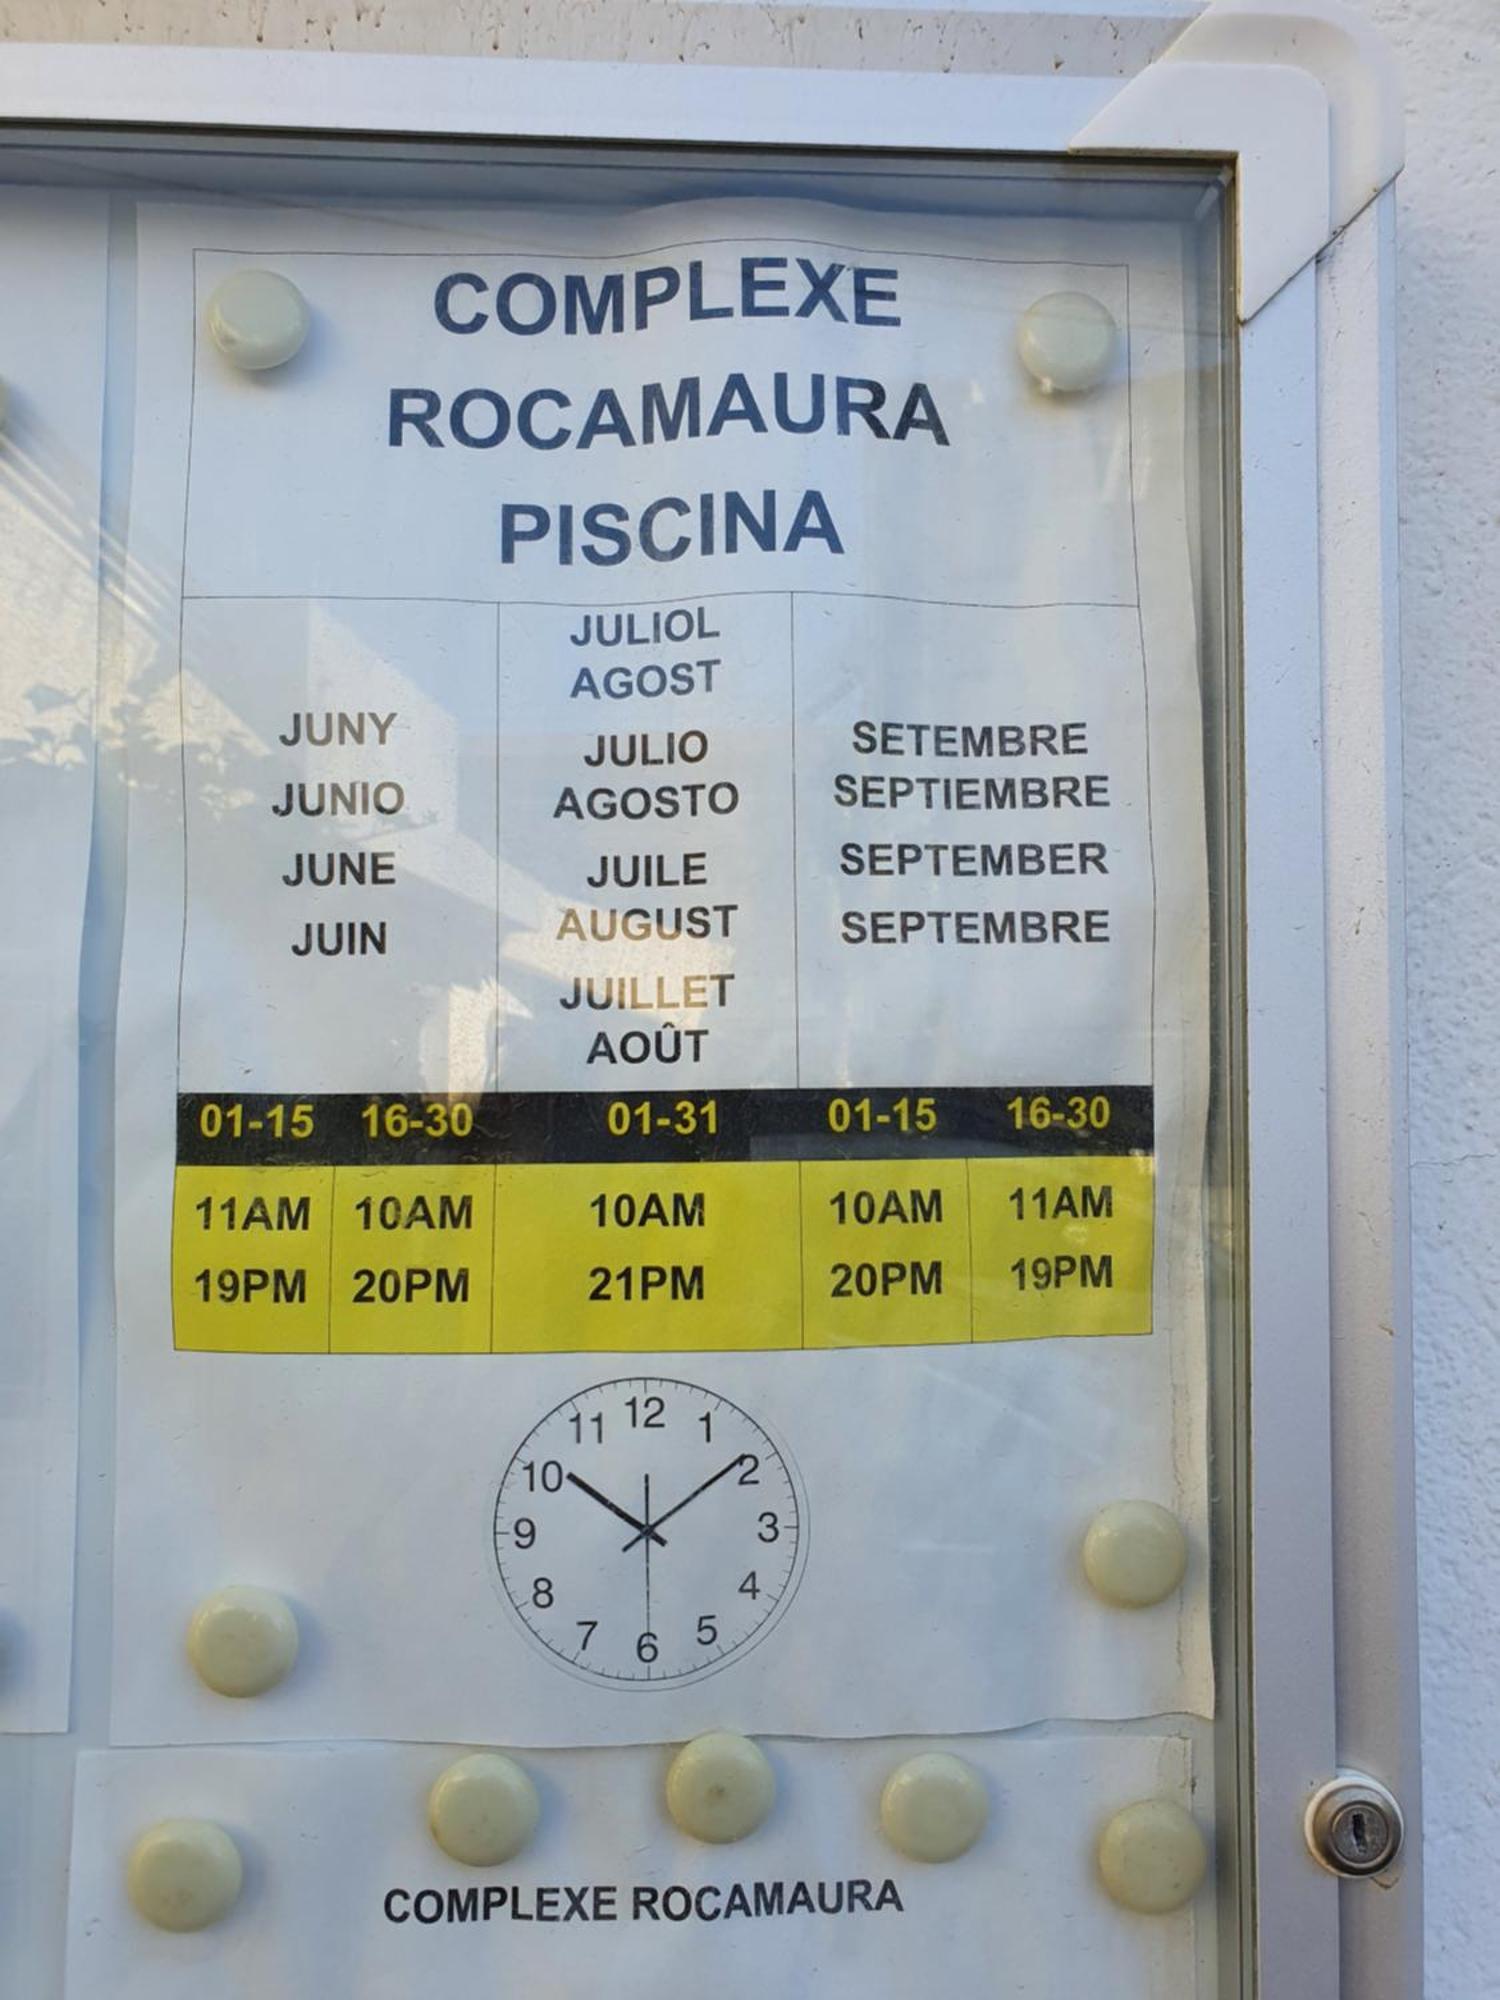 COMPLEXE
ROCAMAURA
PISCINA
JUNY
JUNIO
JUNE
JUIN
JULIOL
AGOST
JULIO
AGOSTO
JUILE
AUGUST
JUILLET
AOÛT
SETEMBRE
SEPTIEMBRE
SEPTEMBER
SEPTEMBRE
01-15 16-30 01-31 01-15 16-30
11AM 10AM 10AM 10AM 11AM
19PM 20PM 21PM 20PM 19PM
12
1
2
3
4
5
6
7
8
9
10
11
COMPLEXE ROCAMAURA